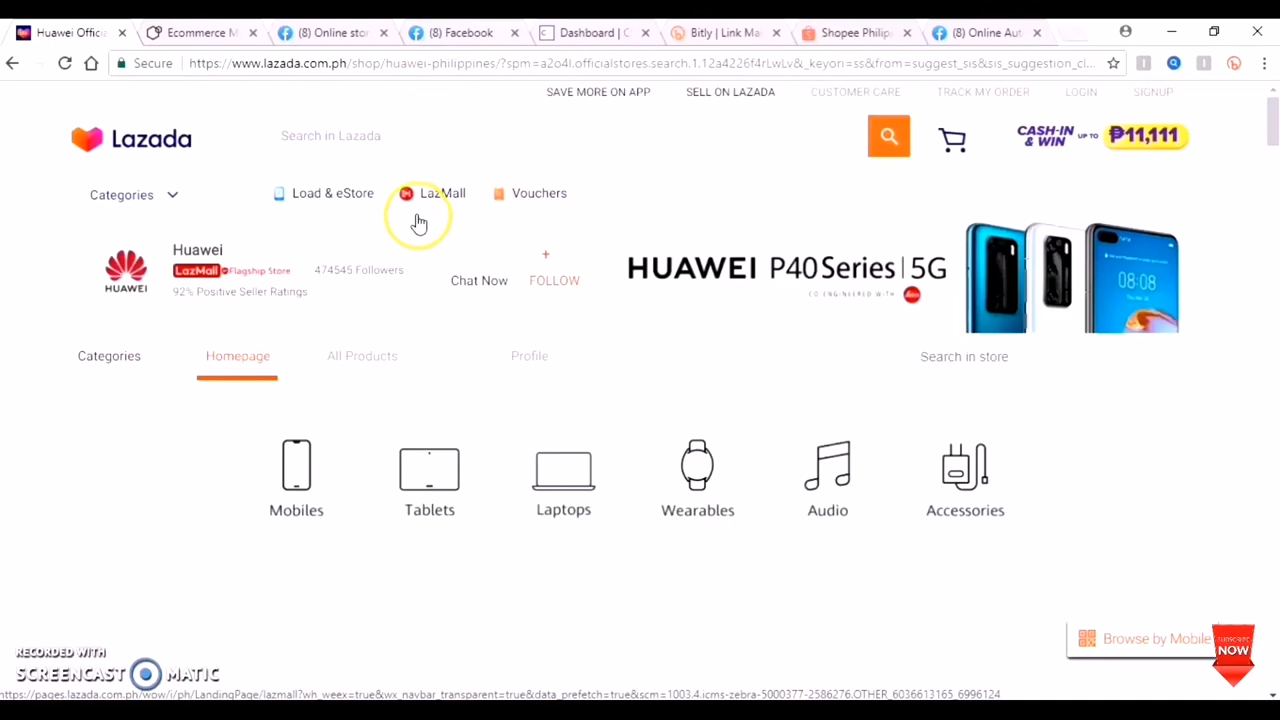 Huawei Offici
Ecommerce M
(8) Online stor
(8) Facebook
Dashboard | C
Bitly | Link Ma
Shopee Philip
(8) Online Aut
Secure
https://www.lazada.com.ph/shop/huawei-philippines/?spm=a2o4l.officialstores.search.1.12a4226f4rLwLv&_keyori=ss&from=suggest_sis&sis_suggestion_cl...
SAVE MORE ON APP
SELL ON LAZADA
CUSTOMER CARE
TRACK MY ORDER
LOGIN
SIGNUP
Lazada
Search in Lazada
CASH-IN & WIN UP TO ₱11,111
Categories
Load & eStore
LazMall
Vouchers
Huawei
LazMall Flagship Store
474545 Followers
92% Positive Seller Ratings
HUAWEI
Chat Now
+
FOLLOW
HUAWEI P40 Series | 5G
CO-ENGINEERED WITH
08:08
Categories
Homepage
All Products
Profile
Search in store
Mobiles
Tablets
Laptops
Wearables
Audio
Accessories
Browse by Mobile
SUBSCRIBE
NOW
RECORDED WITH
SCREENCAST MATIC
https://pages.lazada.com.ph/wow/i/ph/LandingPage/lazmall?wh_weex=true&wx_navbar_transparent=true&data_prefetch=true&scm=1003.4.icms-zebra-5000377-2586276.OTHER_6036613165_6996124